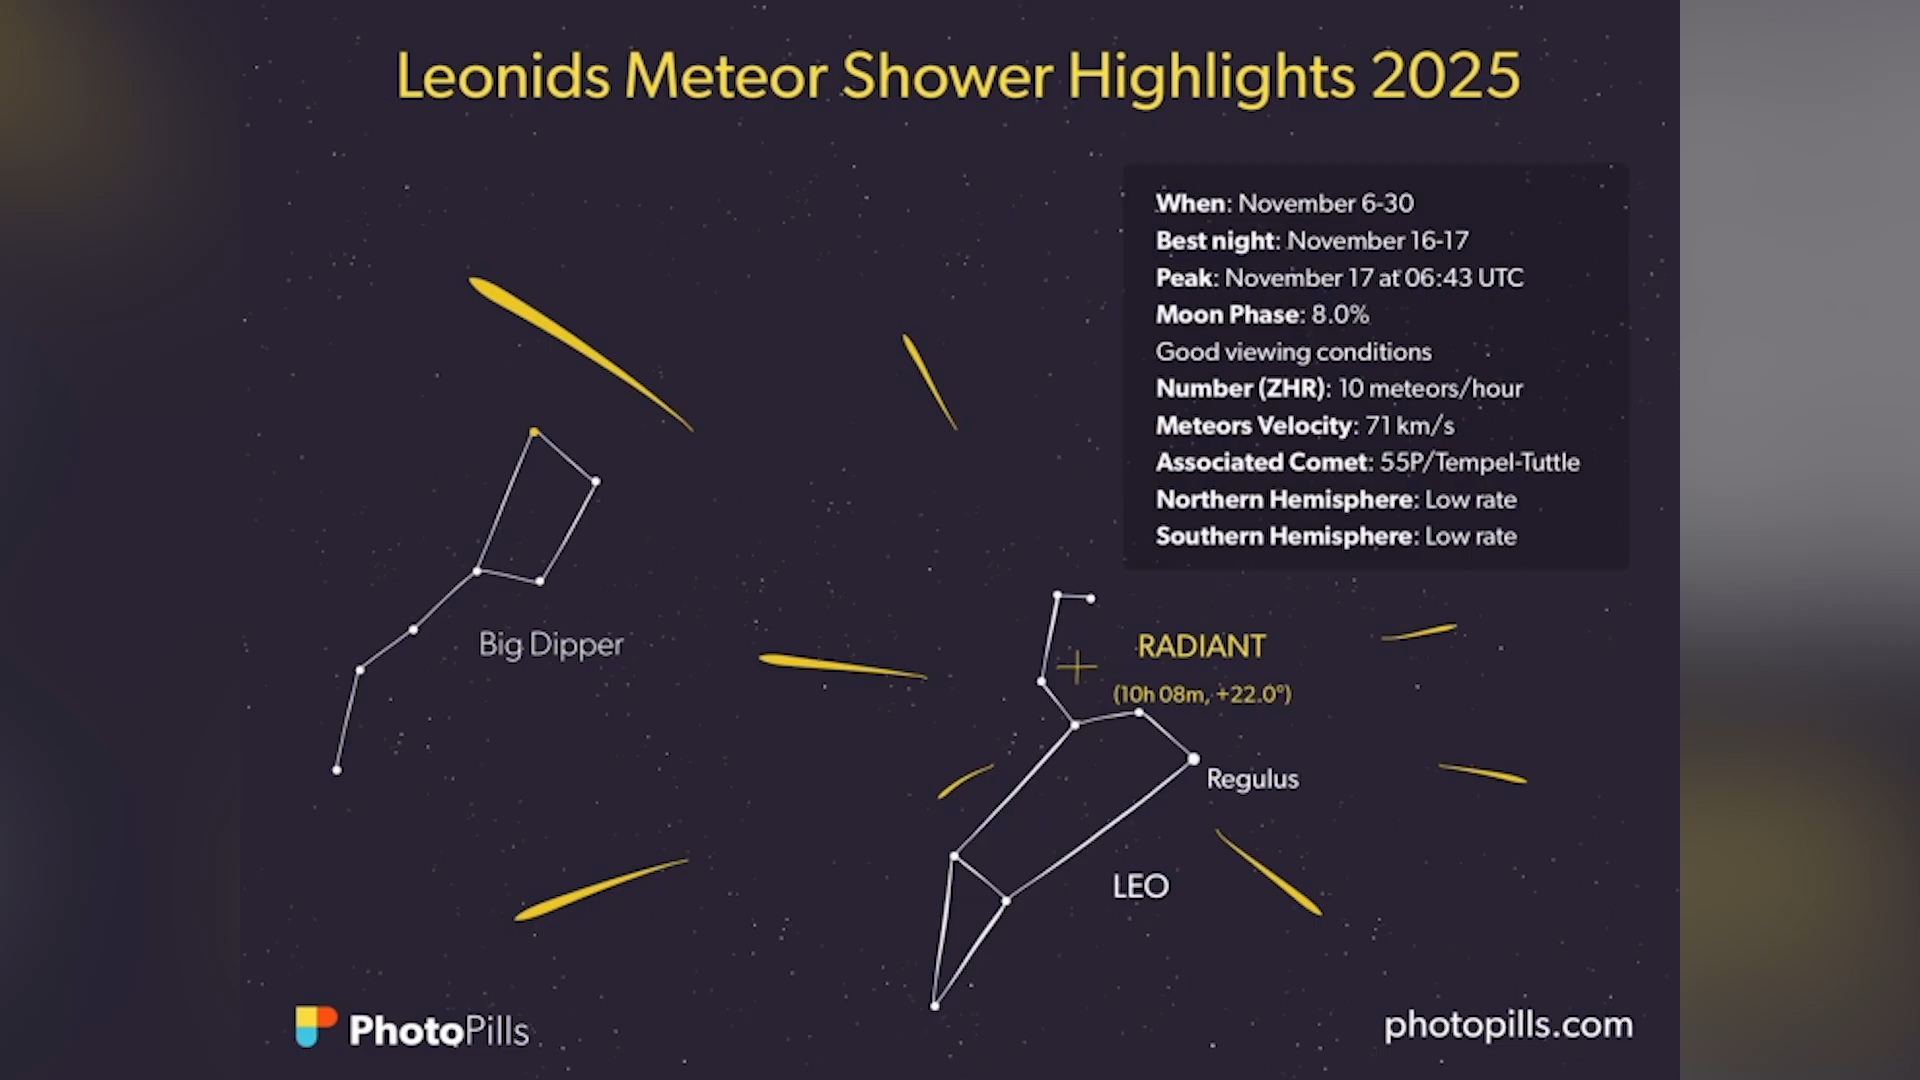 Leonids Meteor Shower Highlights 2025
When: November 6-30
Best night: November 16-17
Peak: November 17 at 06:43 UTC
Moon Phase: 8.0%
Good viewing conditions
Number (ZHR): 10 meteors/hour
Meteors Velocity: 71 km/s
Associated Comet: 55P/Tempel-Tuttle
Northern Hemisphere: Low rate
Southern Hemisphere: Low rate
Big Dipper
RADIANT
(10h 08m, +22.0°)
Regulus
LEO
PhotoPills
photopills.com